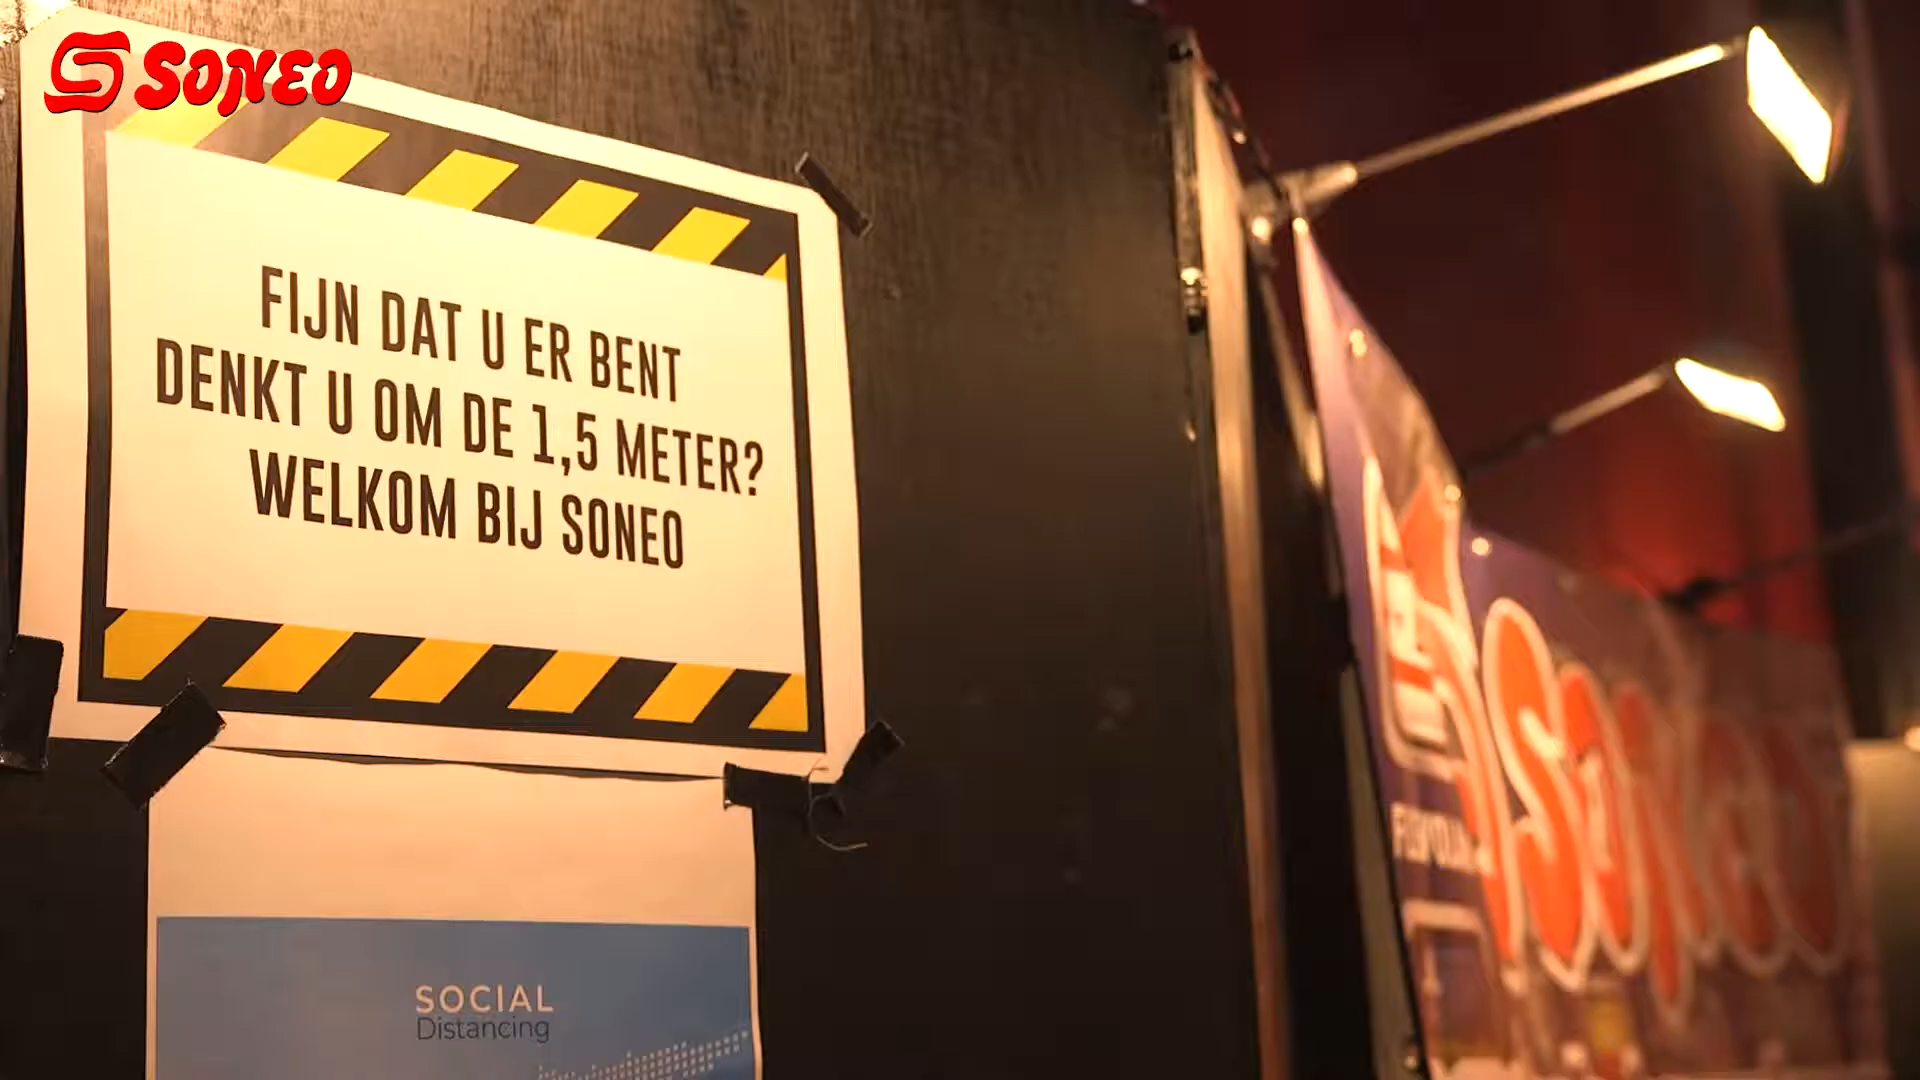 SONEO
FIJN DAT U ER BENT
DENKT U OM DE 1,5 METER?
WELKOM BIJ SONEO
SOCIAL
Distancing
Soneo